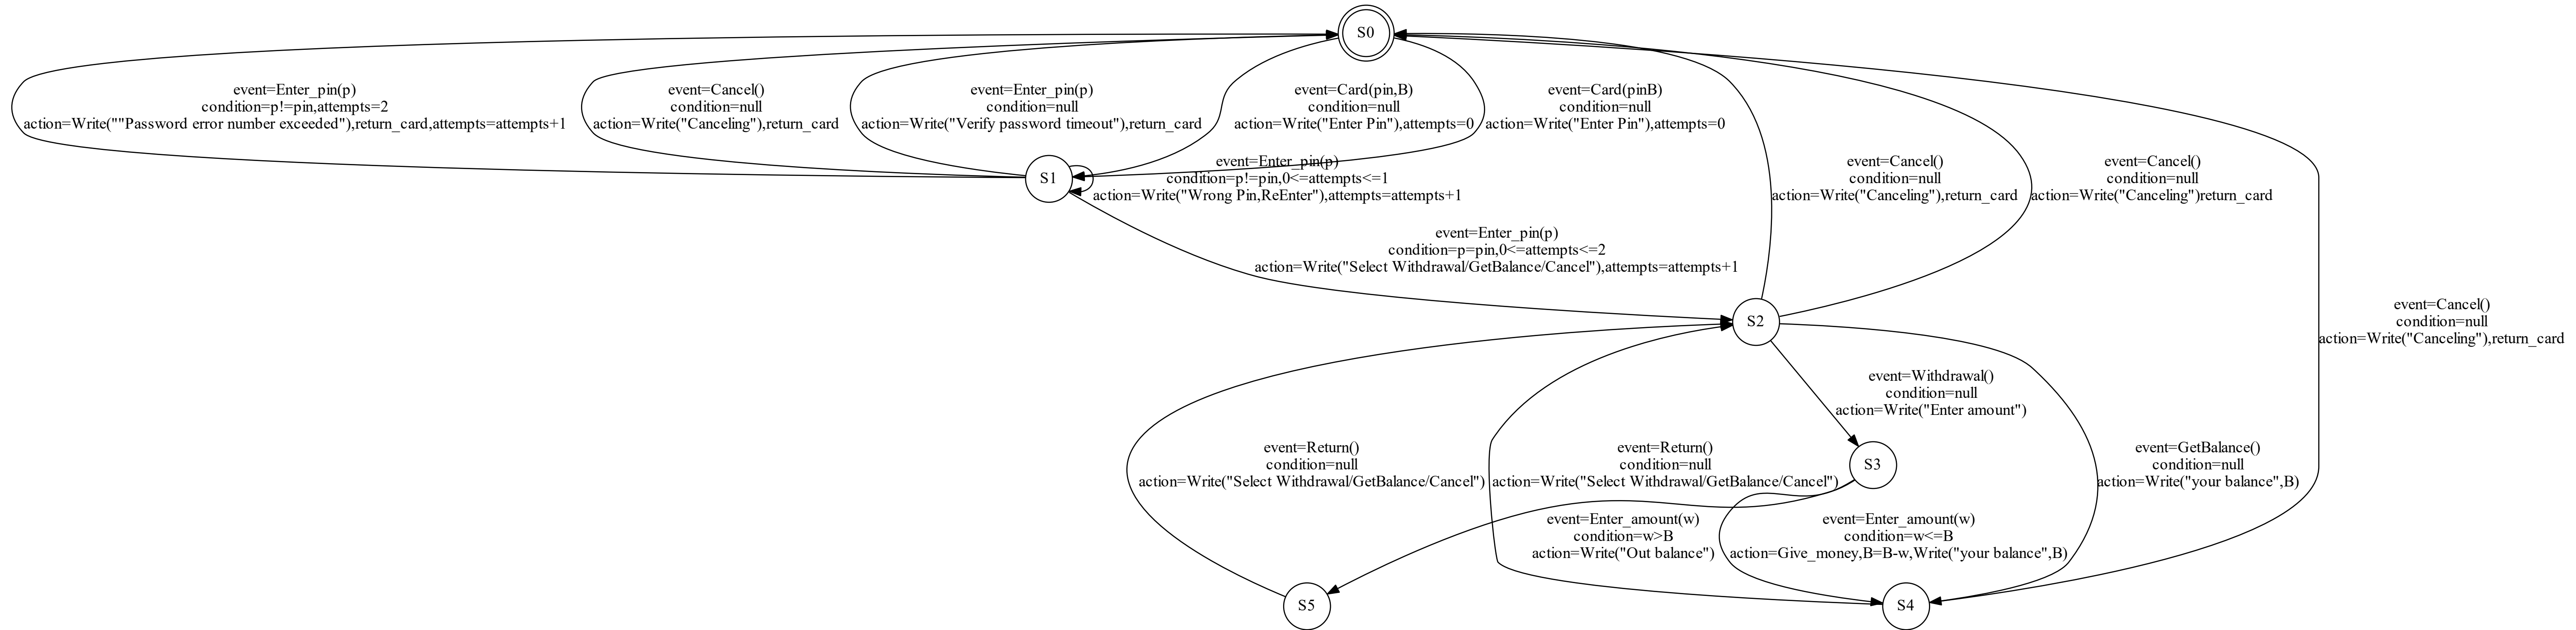 S0
event=Enter_pin(p)
condition=p!=pin,attempts=2
action=Write(""Password error number exceeded"),return_card,attempts=attempts+1
event=Cancel()
condition=null
action=Write("Canceling"),return_card
event=Enter_pin(p)
condition=null
action=Write("Verify password timeout"),return_card
event=Card(pin,B)
condition=null
action=Write("Enter Pin"),attempts=0
event=Card(pinB)
condition=null
action=Write("Enter Pin"),attempts=0
S1
event=Enter_pin(p)
condition=p!=pin,0<=attempts<=1
action=Write("Wrong Pin,ReEnter"),attempts=attempts+1
event=Cancel()
condition=null
action=Write("Canceling"),return_card
event=Cancel()
condition=null
action=Write("Canceling")return_card
event=Enter_pin(p)
condition=p=pin,0<=attempts<=2
action=Write("Select Withdrawal/GetBalance/Cancel"),attempts=attempts+1
S2
event=Cancel()
condition=null
action=Write("Canceling"),return_card
event=Withdrawal()
condition=null
action=Write("Enter amount")
event=Return()
condition=null
action=Write("Select Withdrawal/GetBalance/Cancel")
event=Return()
condition=null
action=Write("Select Withdrawal/GetBalance/Cancel")
S3
event=GetBalance()
condition=null
action=Write("your balance",B)
event=Enter_amount(w)
condition=w>B
action=Write("Out balance")
event=Enter_amount(w)
condition=w<=B
action=Give_money,B=B-w,Write("your balance",B)
S5
S4